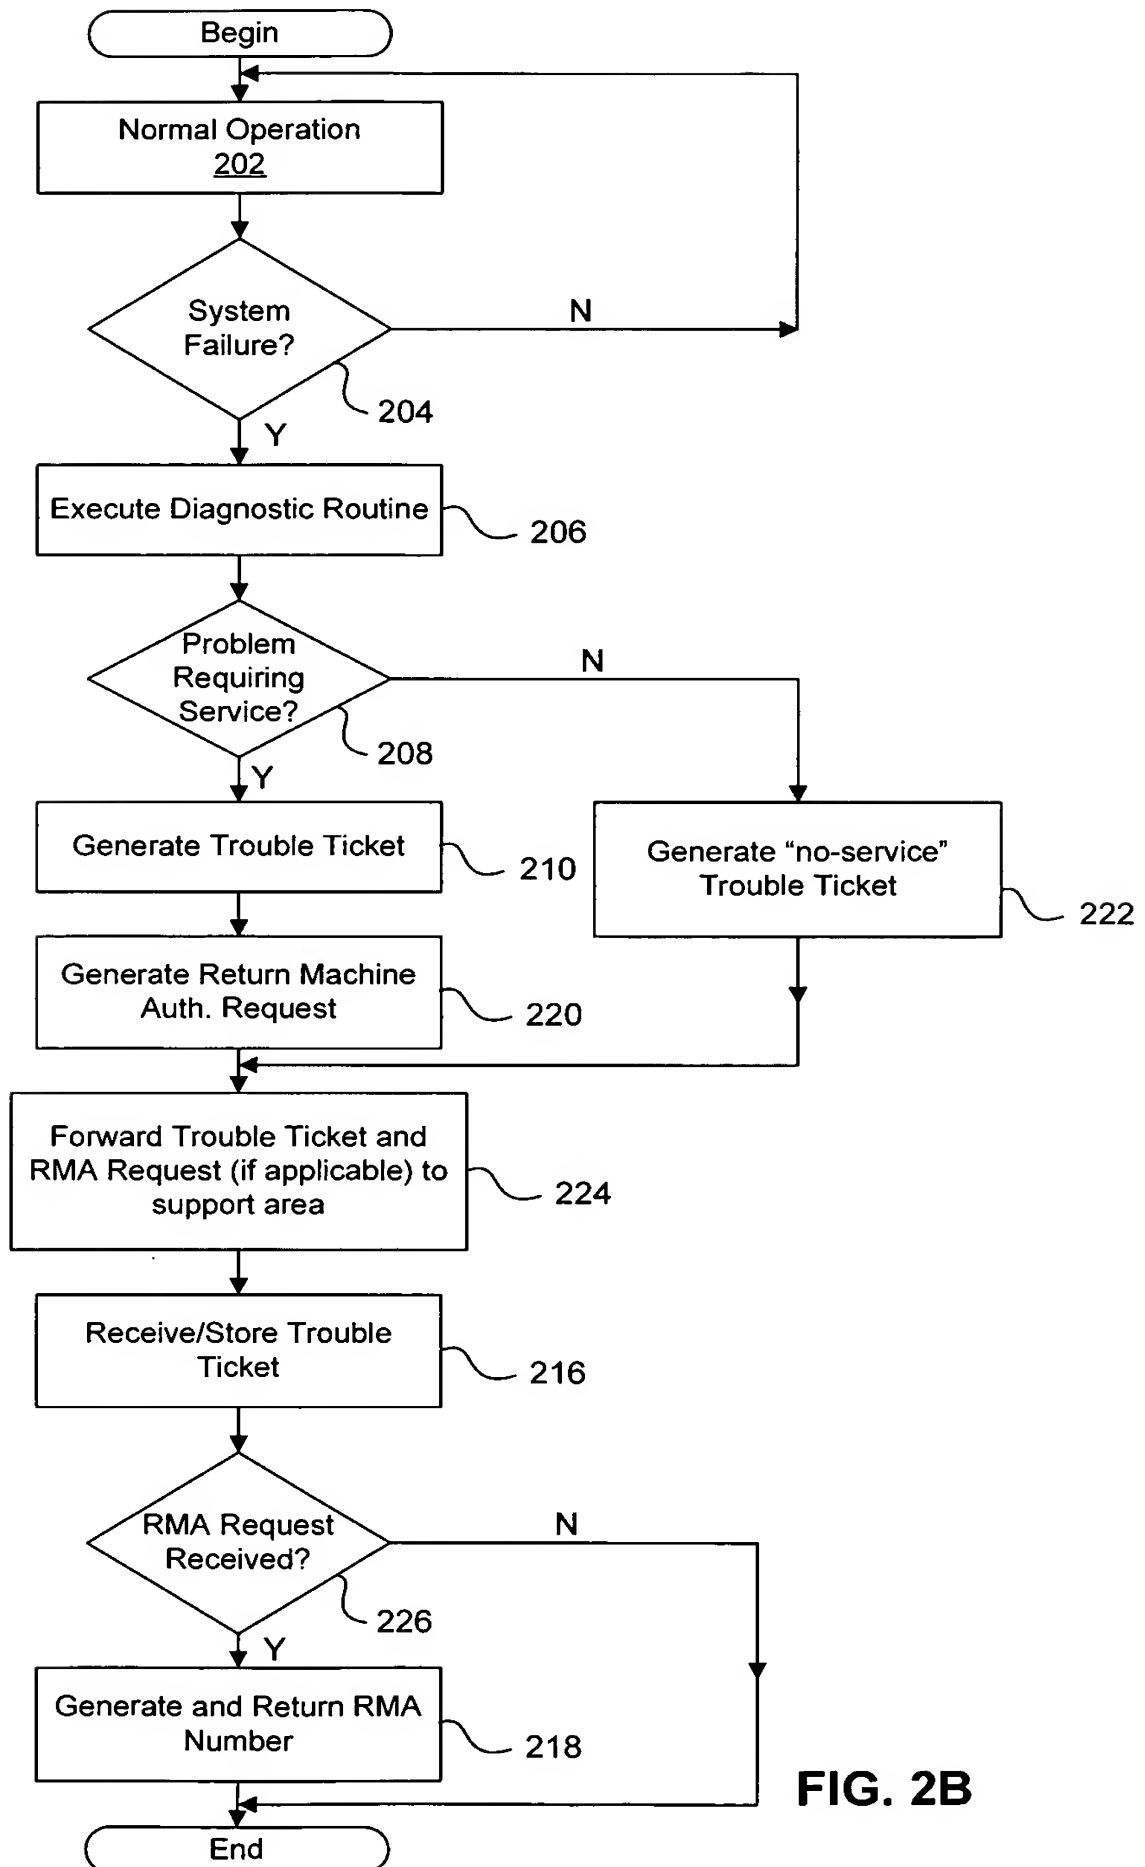 Begin
Normal Operation
202
System
Failure?
N
204
Y
Execute Diagnostic Routine
206
Problem
Requiring
Service?
N
208
Y
Generate Trouble Ticket
210
Generate “no-service”
Trouble Ticket
222
Generate Return Machine
Auth. Request
220
Forward Trouble Ticket and
RMA Request (if applicable) to
support area
224
Receive/Store Trouble
Ticket
216
RMA Request
Received?
N
226
Y
Generate and Return RMA
Number
218
FIG. 2B
End